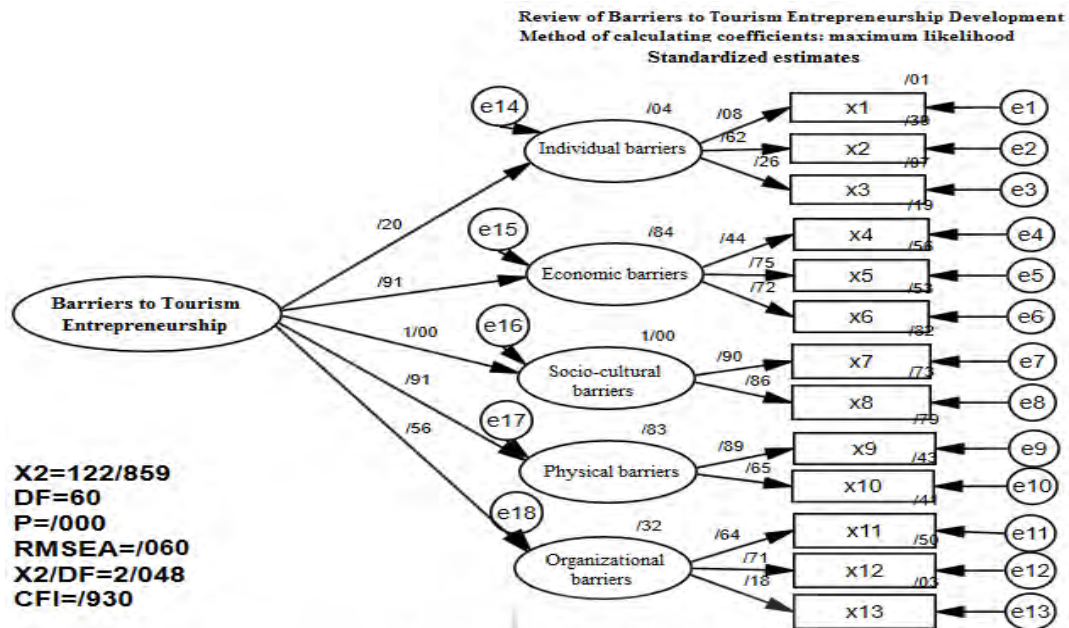 Review of Barriers to Tourism Entrepreneurship Development
Method of calculating coefficients: maximum likelihood
Standardized estimates
/01
e14
/04
/08
x1
e1
/38
/62
Individual barriers
x2
e2
/07
/26
x3
e3
/19
/20
e15
/84
/44
x4
e4
/56
/75
Economic barriers
x5
e5
/53
/91
/72
x6
e6
/82
Barriers to Tourism
Entrepreneurship
1/00
e16
1/00
/90
x7
e7
/73
Socio-cultural
barriers
/86
x8
e8
/79
/91
/56
e17
/83
/89
x9
e9
/43
Physical barriers
/65
x10
e10
/41
e18
/32
/64
x11
e11
/50
Organizational
barriers
/71
x12
e12
/03
/18
x13
e13
X2=122/859
DF=60
P=/000
RMSEA=/060
X2/DF=2/048
CFI=/930